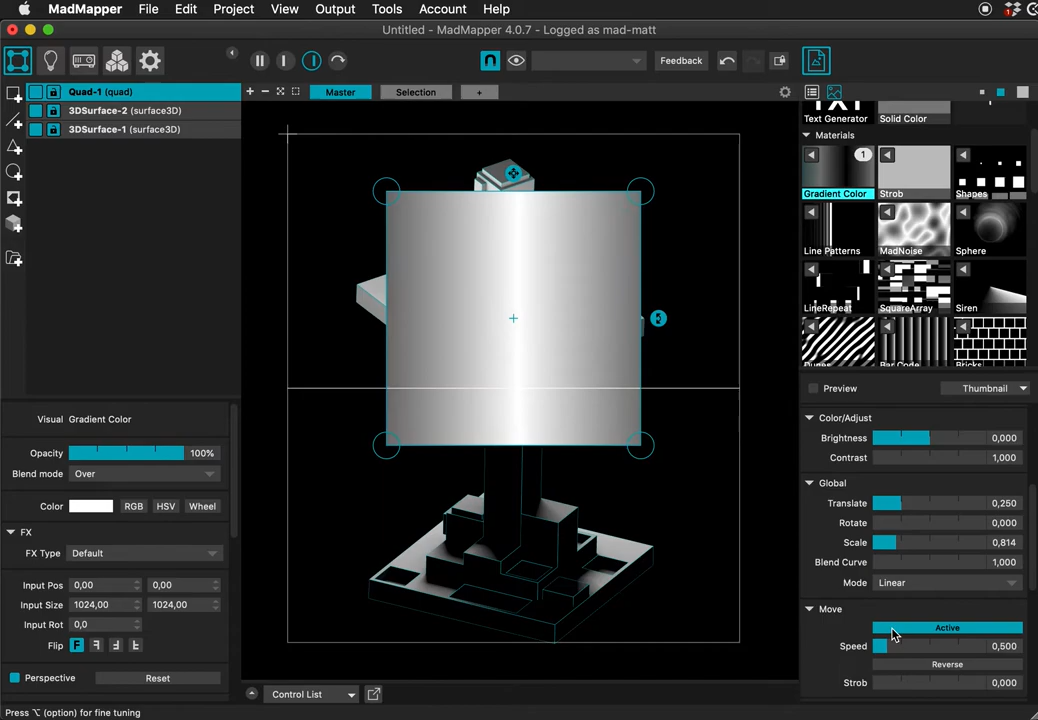 MadMapper File Edit Project View Output Tools Account Help
Untitled - MadMapper 4.0.7 - Logged as mad-matt
Feedback
Quad-1 (quad)
3DSurface-2 (surface3D)
3DSurface-1 (surface3D)
Master Selection +
Text Generator Solid Color
Materials
1
Gradient Color Strob Shapes
Line Patterns MadNoise Sphere
LineRepeat SquareArray Siren
Dunes Bar Code Bricks
Preview Thumbnail
Visual Gradient Color
Opacity 100%
Blend mode Over
Color RGB HSV Wheel
FX
FX Type Default
Input Pos 0,00 0,00
Input Size 1024,00 1024,00
Input Rot 0,0
Flip F F F F
Perspective Reset
Color/Adjust
Brightness 0,000
Contrast 1,000
Global
Translate 0,250
Rotate 0,000
Scale 0,814
Blend Curve 1,000
Mode Linear
Move
Active
Speed 0,500
Reverse
Strob 0,000
Control List
Press ⌥ (option) for fine tuning